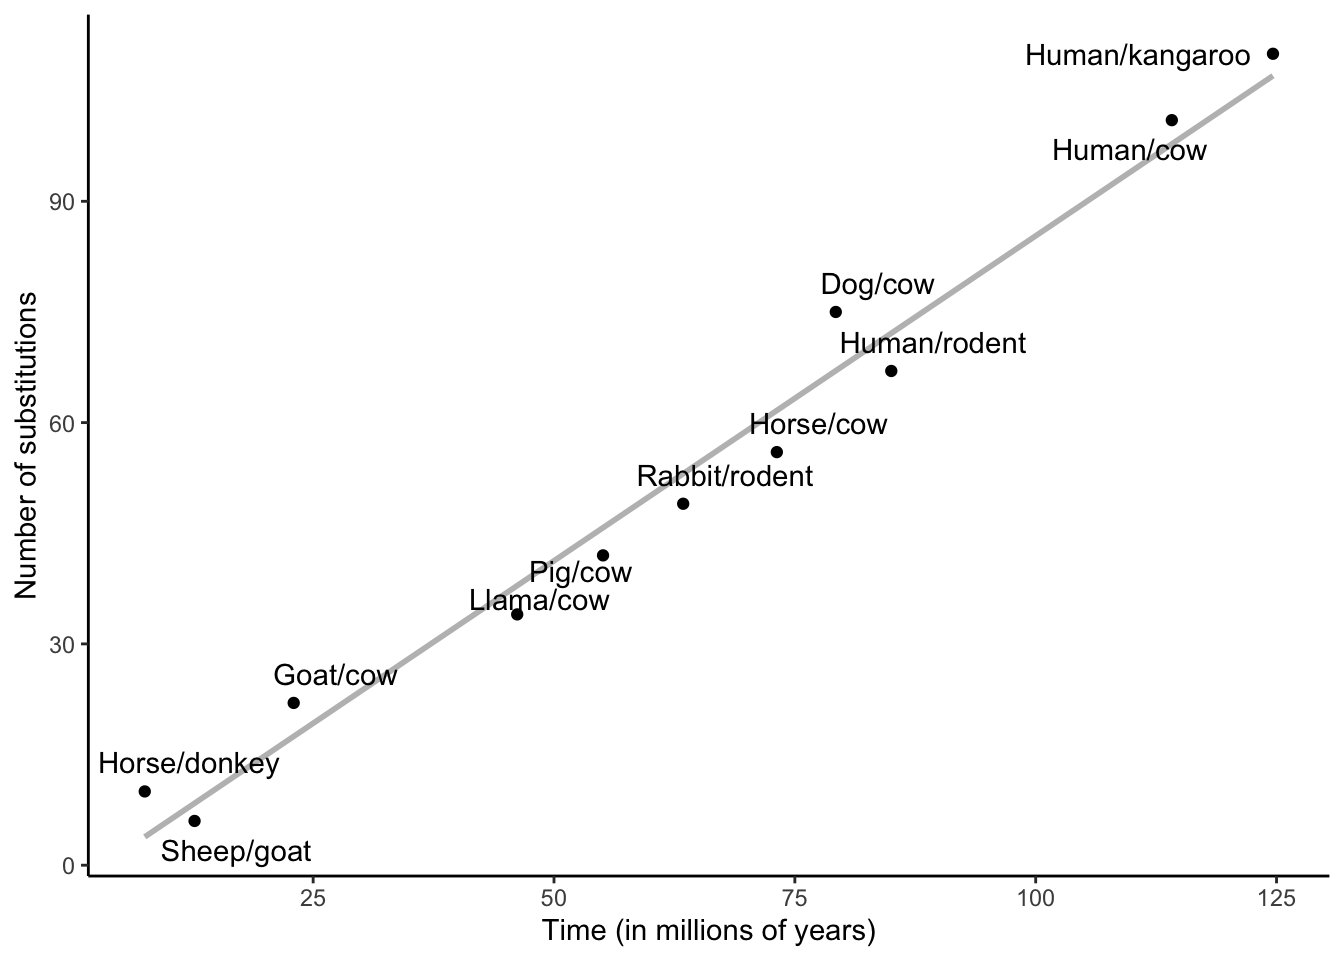 Human/kangaroo
Human/cow
90
Dog/cow
Human/rodent
Horse/cow
60
Rabbit/rodent
Pig/cow
Llama/cow
30
Goat/cow
Horse/donkey
Sheep/goat
0
25 50 75 100 125
Time (in millions of years)
Number of substitutions